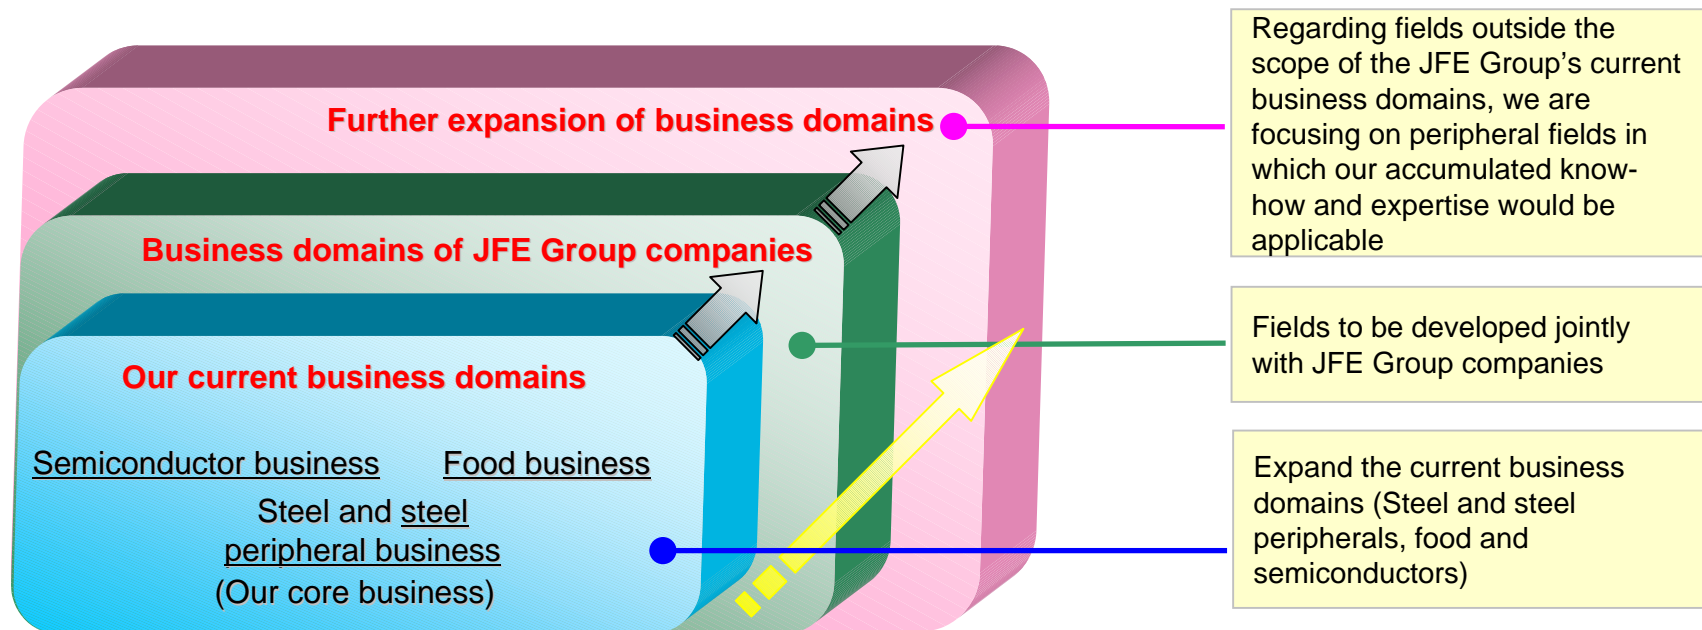 Further expansion of business domains
Business domains of JFE Group companies
Our current business domains
Semiconductor business
Food business
Steel and steel
peripheral business
(Our core business)
Regarding fields outside the
scope of the JFE Group’s current
business domains, we are
focusing on peripheral fields in
which our accumulated know-
how and expertise would be
applicable
Fields to be developed jointly
with JFE Group companies
Expand the current business
domains (Steel and steel
peripherals, food and
semiconductors)